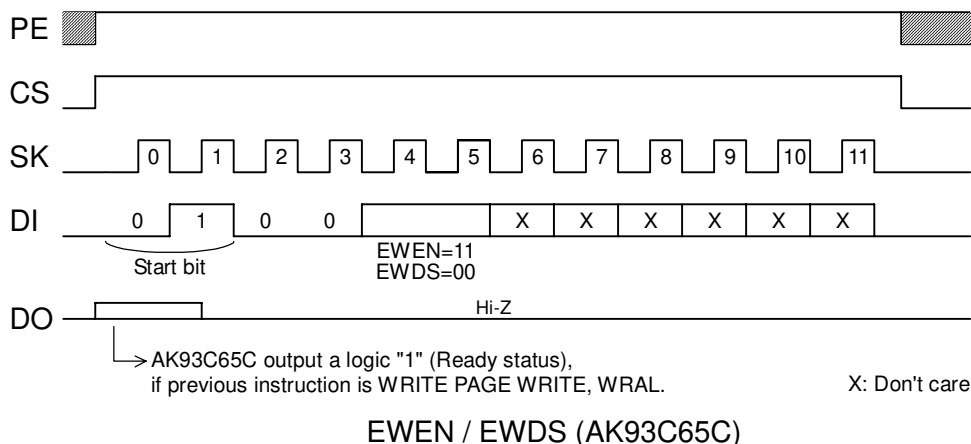 PE
CS
SK 0 1 2 3 4 5 6 7 8 9 10 11
DI 0 1 0 0 X X X X X X
Start bit
EWEN=11
EWDS=00
DO Hi-Z
AK93C65C output a logic "1" (Ready status),
if previous instruction is WRITE PAGE WRITE, WRAL.
X: Don't care
EWEN / EWDS (AK93C65C)